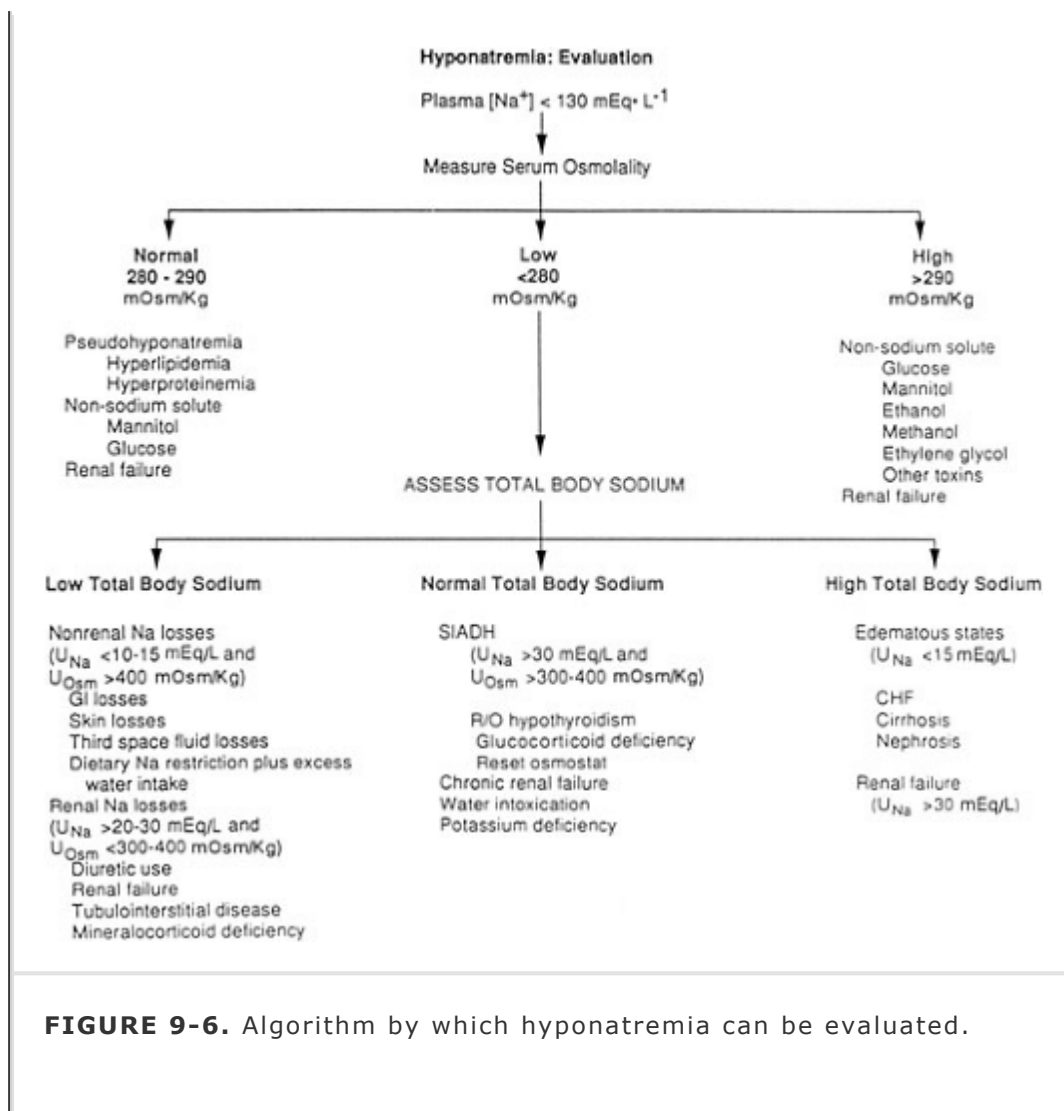 Hyponatremia: Evaluation
Plasma [Na+] < 130 mEq• L-1
Measure Serum Osmolality
Normal
280 - 290
mOsm/Kg
Pseudohyponatremia
Hyperlipidemia
Hyperproteinemia
Non-sodium solute
Mannitol
Glucose
Renal failure
Low
<280
mOsm/Kg
High
>290
mOsm/Kg
Non-sodium solute
Glucose
Mannitol
Ethanol
Methanol
Ethylene glycol
Other toxins
Renal failure
ASSESS TOTAL BODY SODIUM
Low Total Body Sodium
Nonrenal Na losses
(UNa <10-15 mEq/L and
UOsm >400 mOsm/Kg)
GI losses
Skin losses
Third space fluid losses
Dietary Na restriction plus excess
water intake
Renal Na losses
(UNa >20-30 mEq/L and
UOsm <300-400 mOsm/Kg)
Diuretic use
Renal failure
Tubulointerstitial disease
Mineralocorticoid deficiency
Normal Total Body Sodium
SIADH
(UNa >30 mEq/L and
UOsm >300-400 mOsm/Kg)
R/O hypothyroidism
Glucocorticoid deficiency
Reset osmostat
Chronic renal failure
Water intoxication
Potassium deficiency
High Total Body Sodium
Edematous states
(UNa <15 mEq/L)
CHF
Cirrhosis
Nephrosis
Renal failure
(UNa >30 mEq/L)
FIGURE 9-6. Algorithm by which hyponatremia can be evaluated.